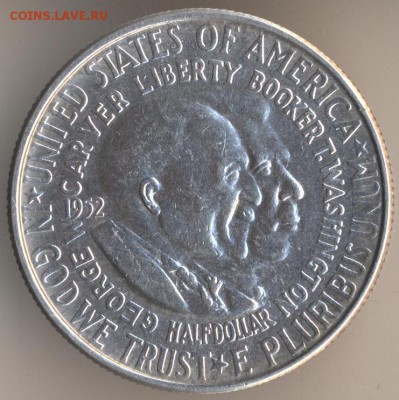 COINS.LAVE.RU
UNITED STATES OF AMERICA ★
E PLURIBUS UNUM
★ IN GOD WE TRUST ★
GEORGE W. CARVER LIBERTY BOOKER T. WASHINGTON
1952
HALF DOLLAR